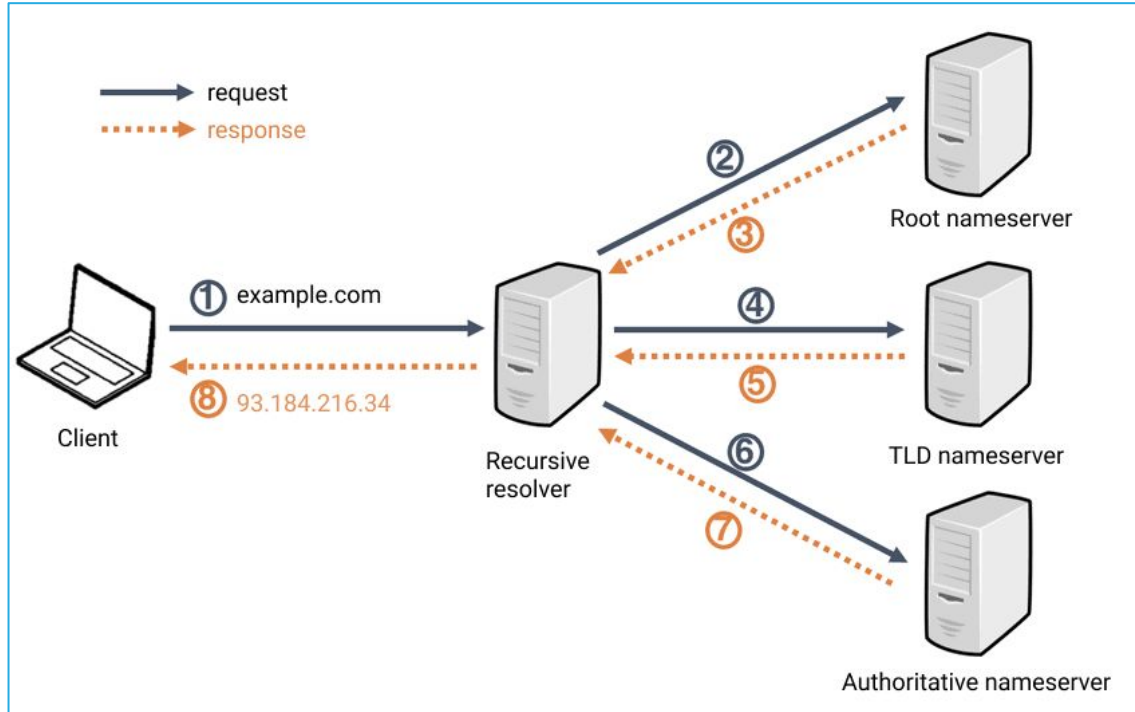 request
response
② 
Root nameserver
③
① example.com
④
⑤
⑧ 93.184.216.34
Client
Recursive
resolver
TLD nameserver
⑥
⑦
Authoritative nameserver